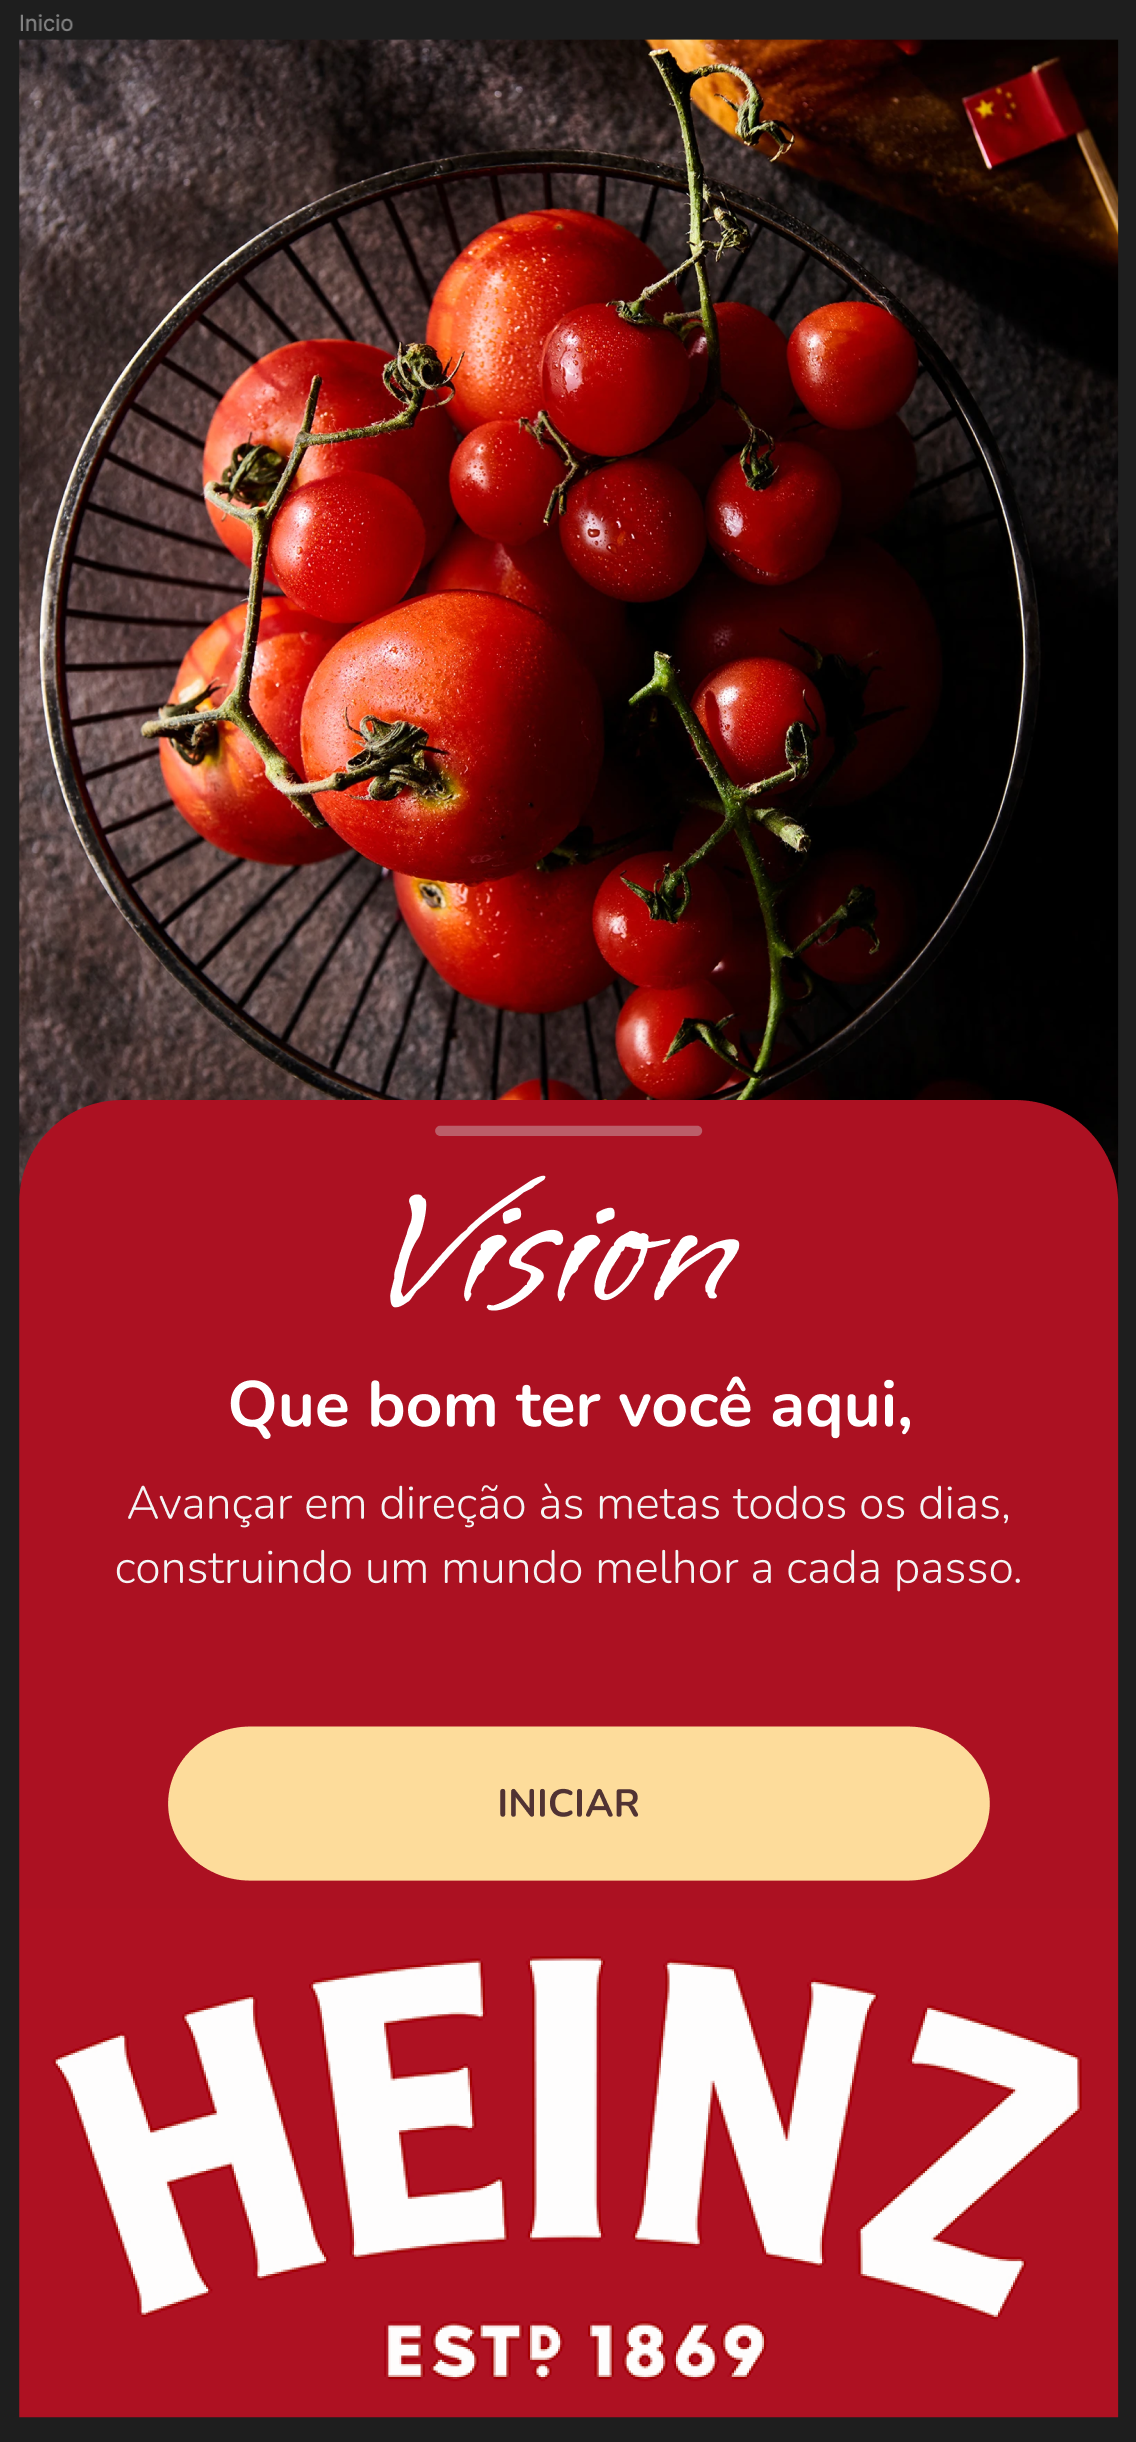 Inicio
Vision
Que bom ter você aqui,
Avançar em direção às metas todos os dias,
construindo um mundo melhor a cada passo.
INICIAR
HEINZ
ESTD 1869